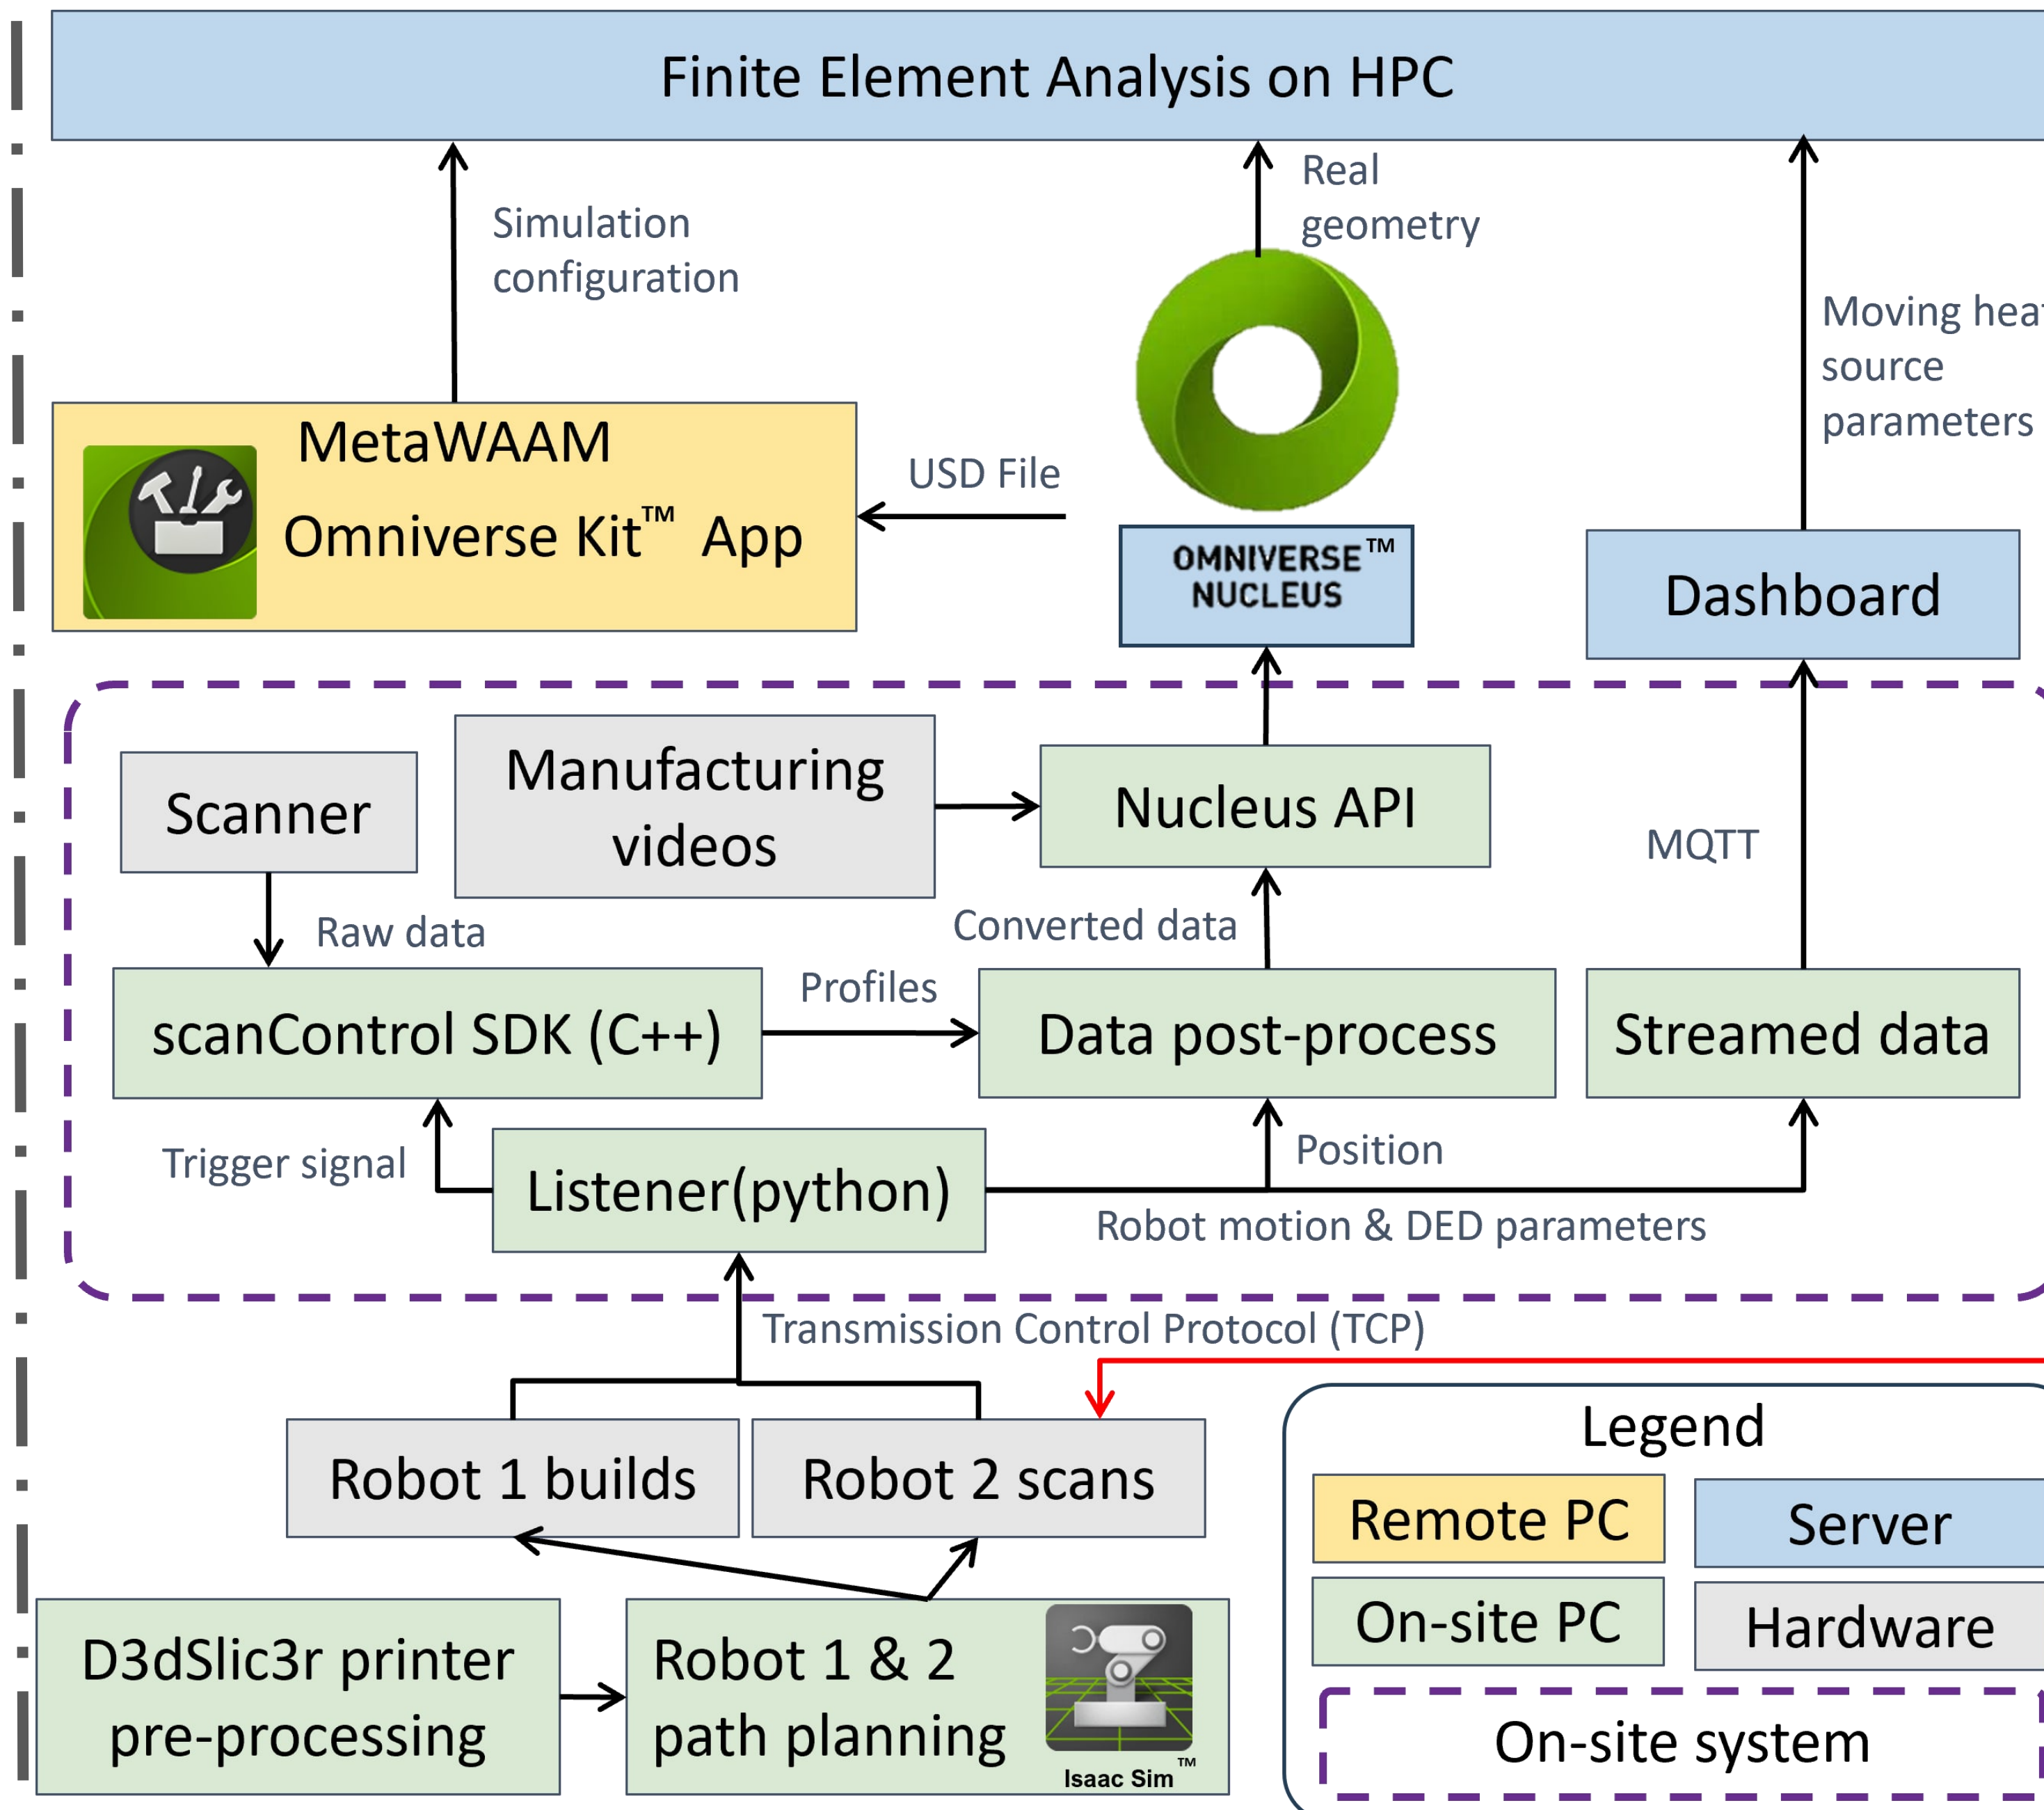 Finite Element Analysis on HPC
Simulation
configuration
Real
geometry
Moving heat
source
parameters
MetaWAAM
Omniverse Kit™ App
USD File
OMNIVERSE™
NUCLEUS
Dashboard
Scanner
Manufacturing
videos
Nucleus API
MQTT
Raw data
Converted data
scanControl SDK (C++)
Profiles
Data post-process
Streamed data
Trigger signal
Listener(python)
Position
Robot motion & DED parameters
Transmission Control Protocol (TCP)
Robot 1 builds
Robot 2 scans
D3dSlic3r printer
pre-processing
Robot 1 & 2
path planning
Isaac Sim™
Legend
Remote PC
Server
On-site PC
Hardware
On-site system